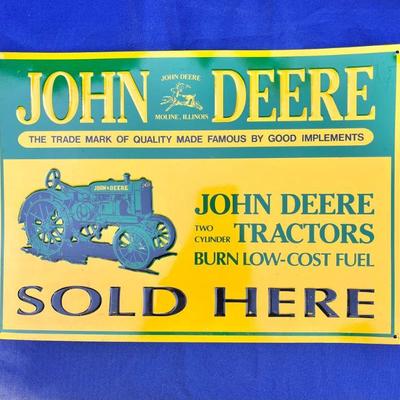 JOHN DEERE
JOHN DEERE
MOLINE, ILLINOIS
THE TRADE MARK OF QUALITY MADE FAMOUS BY GOOD IMPLEMENTS
JOHN DEERE
JOHN DEERE
TWO CYLINDER TRACTORS
BURN LOW-COST FUEL
SOLD HERE